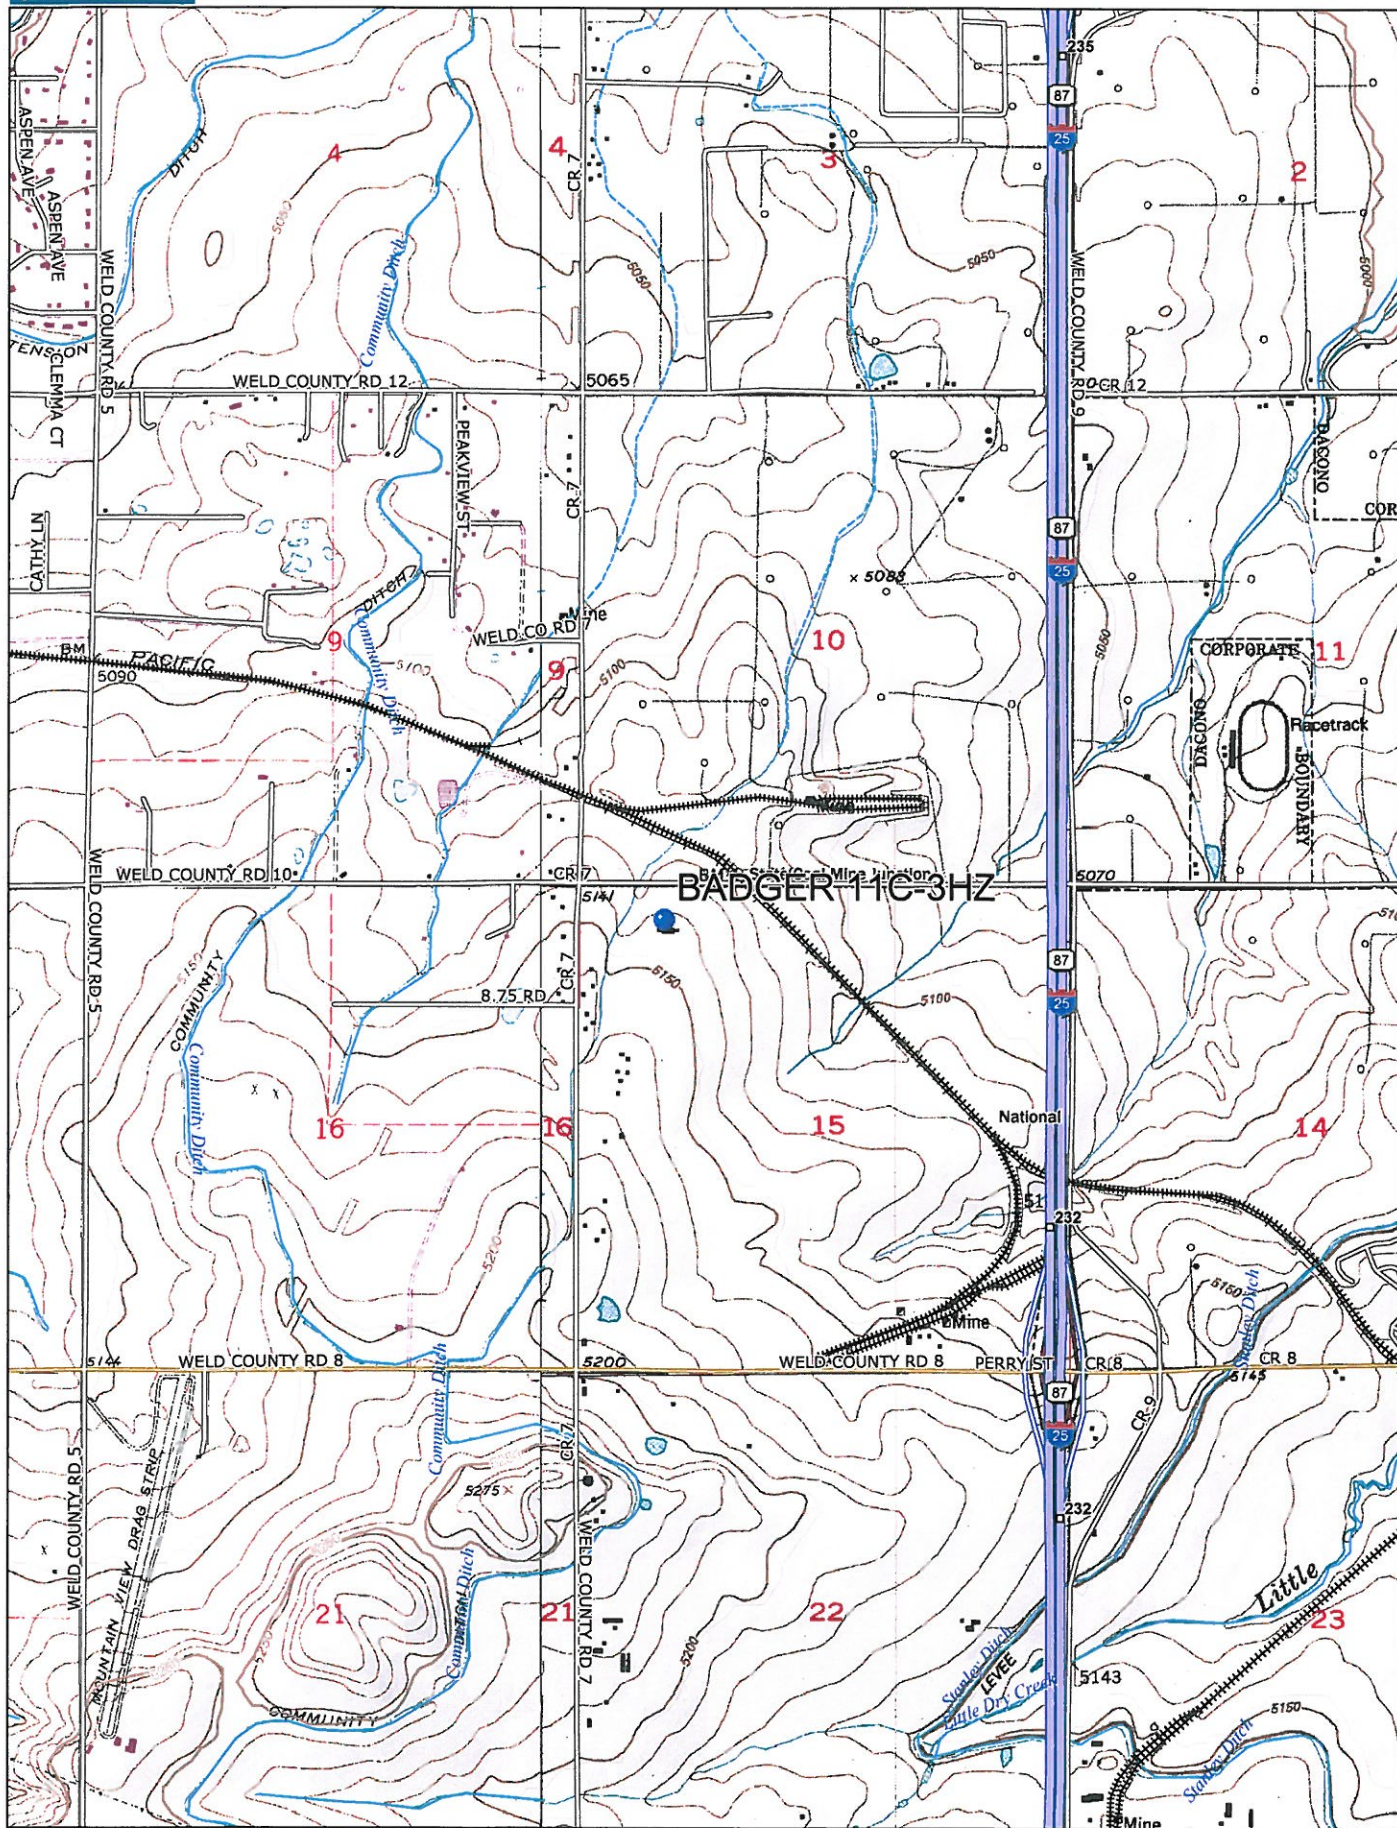 235
87
25
ASPEN AVE
ASPEN AVE
DITCH
4
4
CR 7
3
2
5050
5050
5050
5000
Community Ditch
WELD COUNTY RD 5
WELD COUNTY RD 9
TENSION
CLEMMA CT
WELD COUNTY RD 12
5065
CR 12
PEAKVIEW ST
CR 7
DACONO
COR
87
25
CATHY LN
DITCH
× 5083
Mine
WELD CO RD 7
9
9
10
11
5050
CORPORATE
BM
PACIFIC
5090
5100
5100
Community Ditch
DACONO
Racetrack
BOUNDARY
WELD COUNTY RD 10
CR 7
5070
BADGER 11C-3HZ
5141
WELD COUNTY RD 5
5150
COMMUNITY
CR 7
5150
87
25
5100
8.75 RD
Community Ditch
X
X
National
16
16
15
14
51
232
5200
5150
Stanley Ditch
Mine
5144
WELD COUNTY RD 8
5200
WELD COUNTY RD 8
PERRY ST
CR 8
CR 8
5145
Community Ditch
87
25
CR 9
CR 7
WELD COUNTY RD 5
MOUNTAIN VIEW DRAG STRIP
5275 ×
232
X
WELD COUNTY RD 7
Community Ditch
Little
21
21
22
23
5250
5200
Stanley Ditch
LEVEE
Little Dry Creek
5143
COMMUNITY
5150
Stanley Ditch
Mine